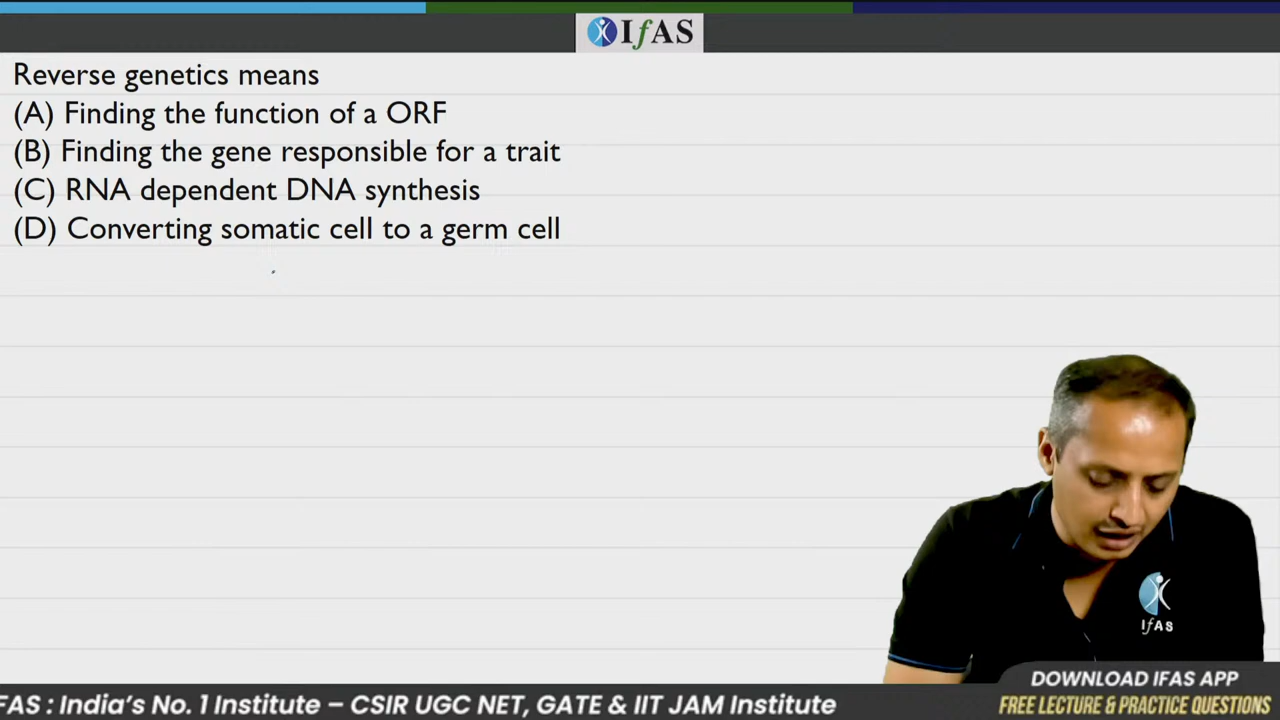 IfAS
Reverse genetics means
(A) Finding the function of a ORF
(B) Finding the gene responsible for a trait
(C) RNA dependent DNA synthesis
(D) Converting somatic cell to a germ cell
IfAS
DOWNLOAD IFAS APP
FREE LECTURE & PRACTICE QUESTIONS
FAS : India's No. 1 Institute – CSIR UGC NET, GATE & IIT JAM Institute